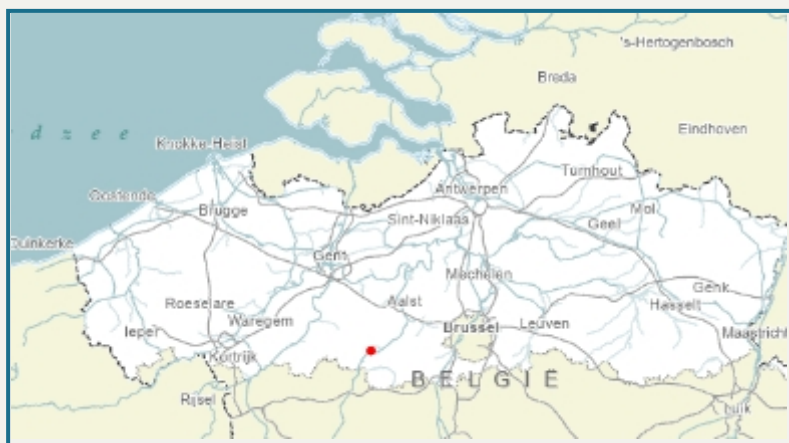 's-Hertogenbosch
Breda
d z e e
Eindhoven
Knokke-Heist
Turnhout
Antwerpen
Oostende
Mol
Brugge
Sint-Niklaas
Geel
Duinkerke
Gent
Mechelen
Genk
Roeselare
Aalst
Hasselt
Waregem
Brussel
Leuven
Ieper
Maastricht
Kortrijk
BELGIË
Rijsel
Luik